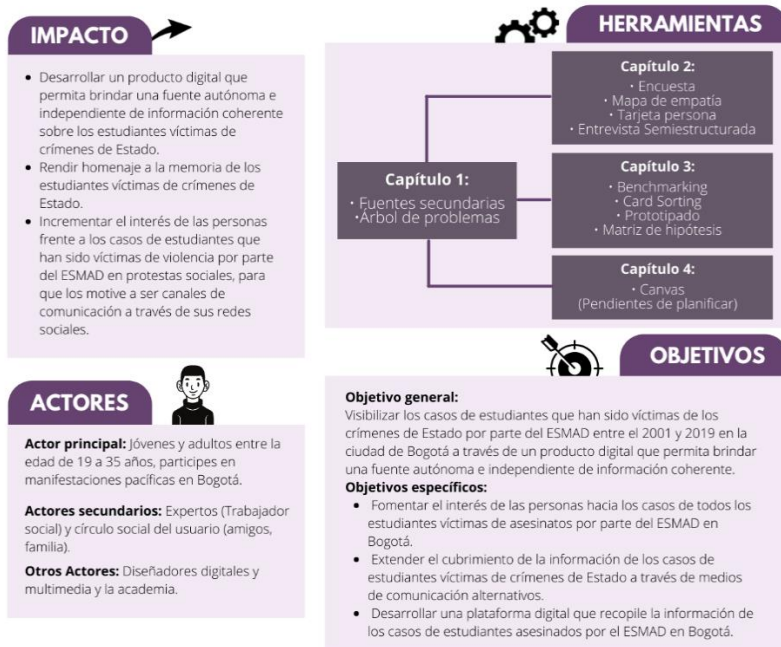 IMPACTO
• Desarrollar un producto digital que
permita brindar una fuente autónoma e
independiente de información coherente
sobre los estudiantes víctimas de
crímenes de Estado.
• Rendir homenaje a la memoria de los
estudiantes víctimas de crímenes de
Estado.
• Incrementar el interés de las personas
frente a los casos de estudiantes que
han sido víctimas de violencia por parte
del ESMAD en protestas sociales, para
que los motive a ser canales de
comunicación a través de sus redes
sociales.
HERRAMIENTAS
Capítulo 1:
• Fuentes secundarias
•Árbol de problemas
Capítulo 2:
• Encuesta
• Mapa de empatía
• Tarjeta persona
• Entrevista Semiestructurada
Capítulo 3:
• Benchmarking
• Card Sorting
• Prototipado
• Matriz de hipótesis
Capítulo 4:
• Canvas
(Pendientes de planificar)
ACTORES
Actor principal: Jóvenes y adultos entre la
edad de 19 a 35 años, participes en
manifestaciones pacíficas en Bogotá.
Actores secundarios: Expertos (Trabajador
social) y círculo social del usuario (amigos,
familia).
Otros Actores: Diseñadores digitales y
multimedia y la academia.
OBJETIVOS
Objetivo general:
Visibilizar los casos de estudiantes que han sido víctimas de los
crímenes de Estado por parte del ESMAD entre el 2001 y 2019 en la
ciudad de Bogotá a través de un producto digital que permita brindar
una fuente autónoma e independiente de información coherente.
Objetivos específicos:
• Fomentar el interés de las personas hacia los casos de todos los
estudiantes víctimas de asesinatos por parte del ESMAD en
Bogotá.
• Extender el cubrimiento de la información de los casos de
estudiantes víctimas de crímenes de Estado a través de medios
de comunicación alternativos.
• Desarrollar una plataforma digital que recopile la información de
los casos de estudiantes asesinados por el ESMAD en Bogotá.